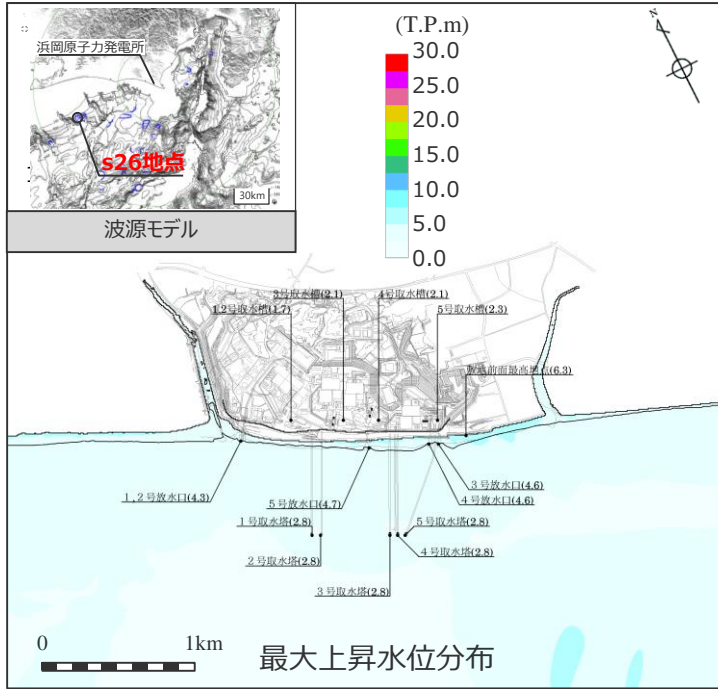 浜岡原子力発電所
s26地点
30km
波源モデル
(T.P.m)
30.0
25.0
20.0
15.0
10.0
5.0
0.0
N
3号取水槽(2.1)
4号取水槽(2.1)
1,2号取水槽(1.7)
5号取水槽(2.3)
敷地前面最高地点(6.3)
3号放水口(4.6)
1,2号放水口(4.3)
5号放水口(4.7)
4号放水口(4.6)
1号取水塔(2.8)
5号取水塔(2.8)
2号取水塔(2.8)
4号取水塔(2.8)
3号取水塔(2.8)
0
1km
最大上昇水位分布